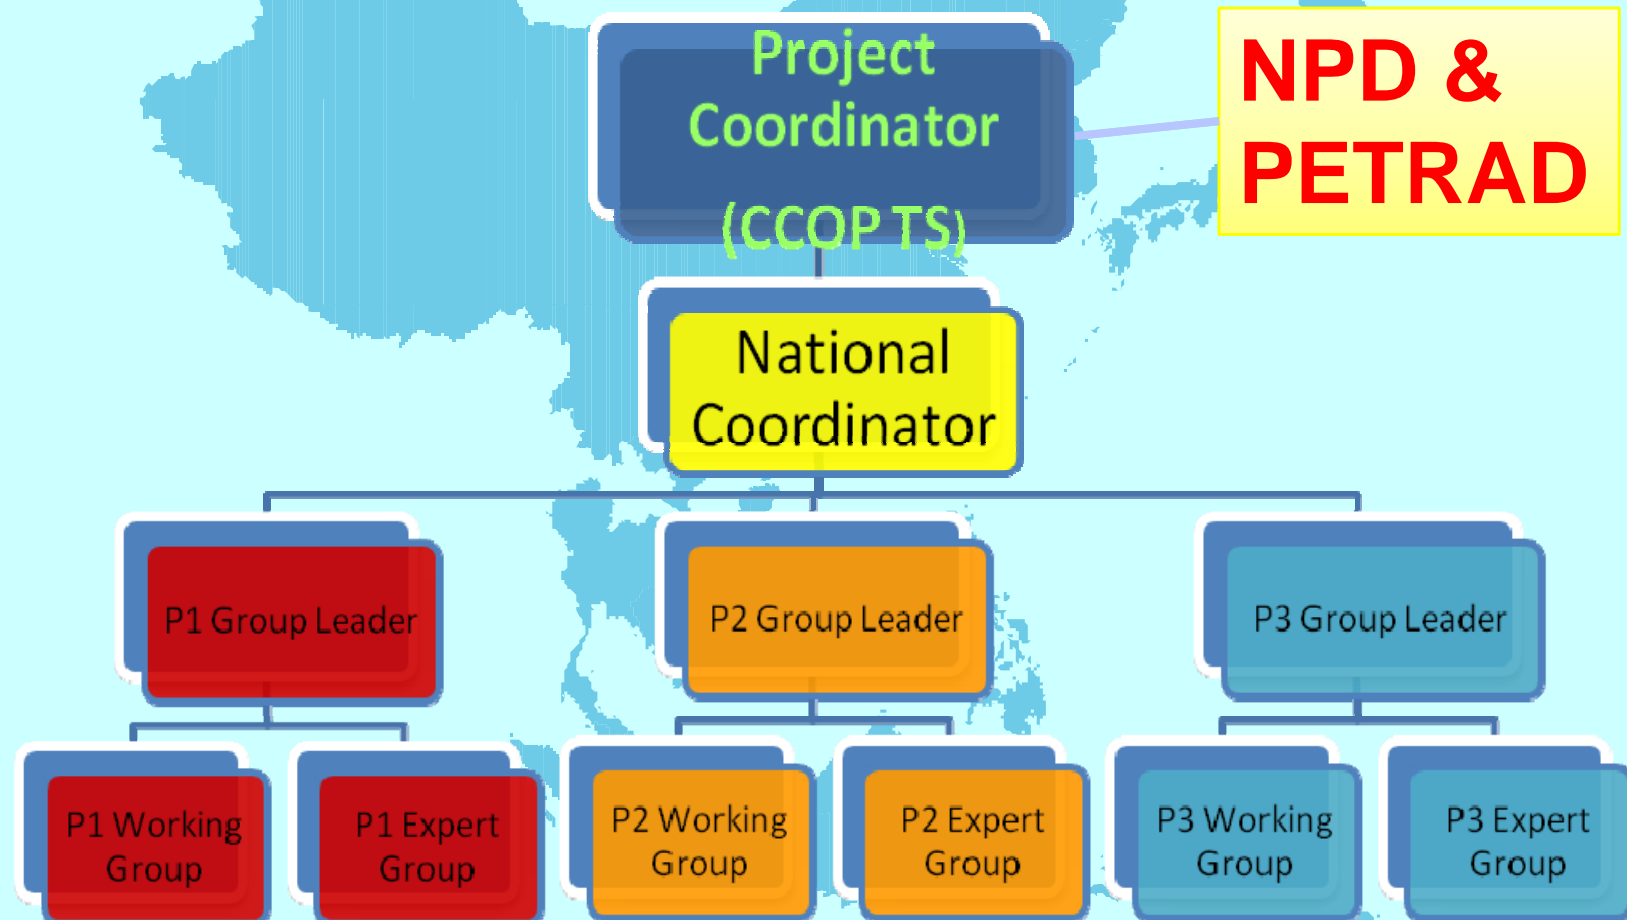 Project
Coordinator
(CCOP TS)
NPD &
PETRAD
National
Coordinator
P1 Group Leader
P2 Group Leader
P3 Group Leader
P1 Working
Group
P1 Expert
Group
P2 Working
Group
P2 Expert
Group
P3 Working
Group
P3 Expert
Group